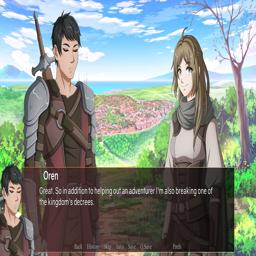 Oren
Great. So in addition to helping out an adventurer I'm also breaking one of
the kingdom's decrees.
Back History Skip Auto Save Q.Save Prefs